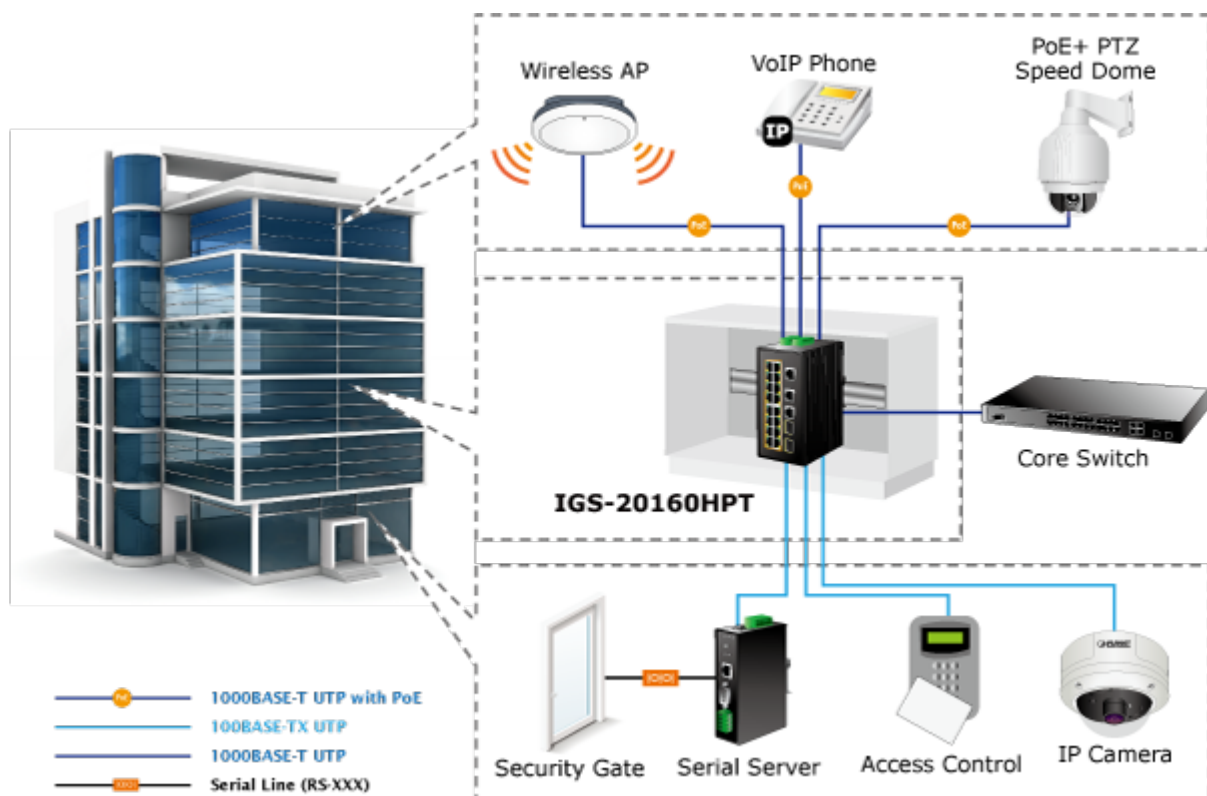 Wireless AP
VoIP Phone
PoE+ PTZ
Speed Dome
IP
PoE
PoE
PoE
IGS-20160HPT
Core Switch
Security Gate
Serial Server
Access Control
IP Camera
PoE
1000BASE-T UTP with PoE
100BASE-TX UTP
1000BASE-T UTP
Serial Line (RS-XXX)